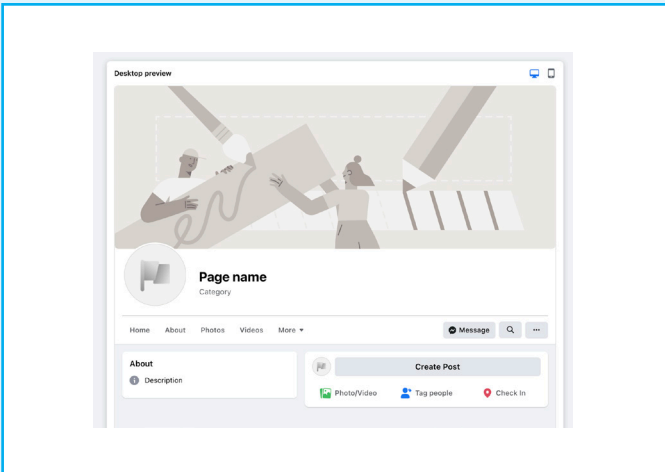 Desktop preview
Page name
Category
Home About Photos Videos More
Message
About
Description
Create Post
Photo/Video Tag people Check In